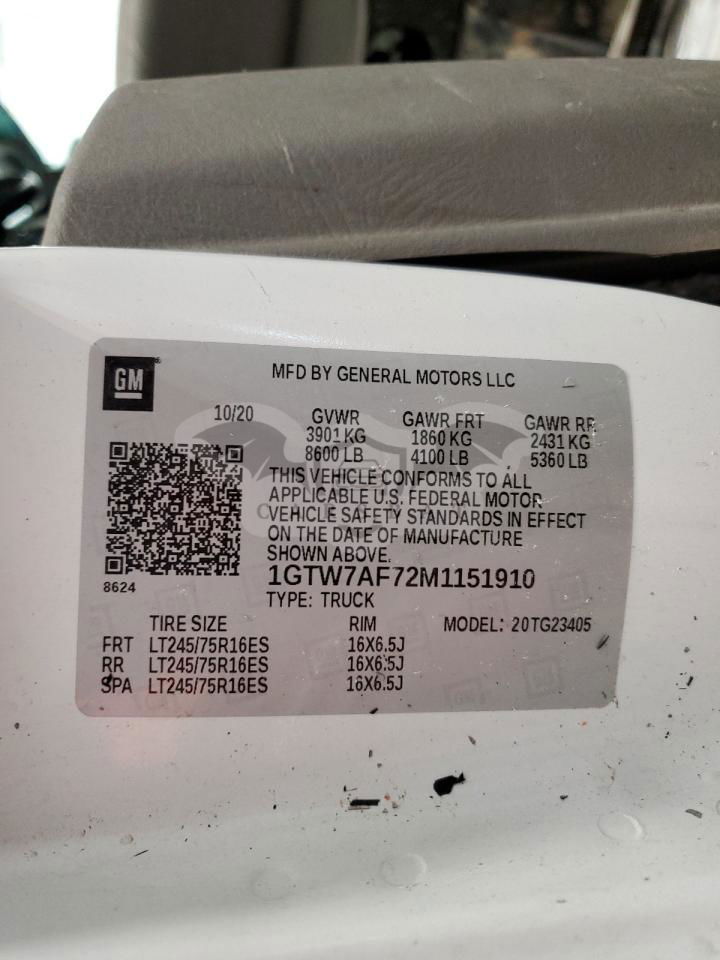 GM
MFD BY GENERAL MOTORS LLC
10/20 GVWR GAWR FRT GAWR RR
3901 KG 1860 KG 2431 KG
8600 LB 4100 LB 5360 LB
THIS VEHICLE CONFORMS TO ALL
APPLICABLE U.S. FEDERAL MOTOR
VEHICLE SAFETY STANDARDS IN EFFECT
ON THE DATE OF MANUFACTURE
SHOWN ABOVE.
8624
1GTW7AF72M1151910
TYPE: TRUCK
TIRE SIZE RIM MODEL: 20TG23405
FRT LT245/75R16ES 16X6.5J
RR LT245/75R16ES 16X6.5J
SPA LT245/75R16ES 16X6.5J